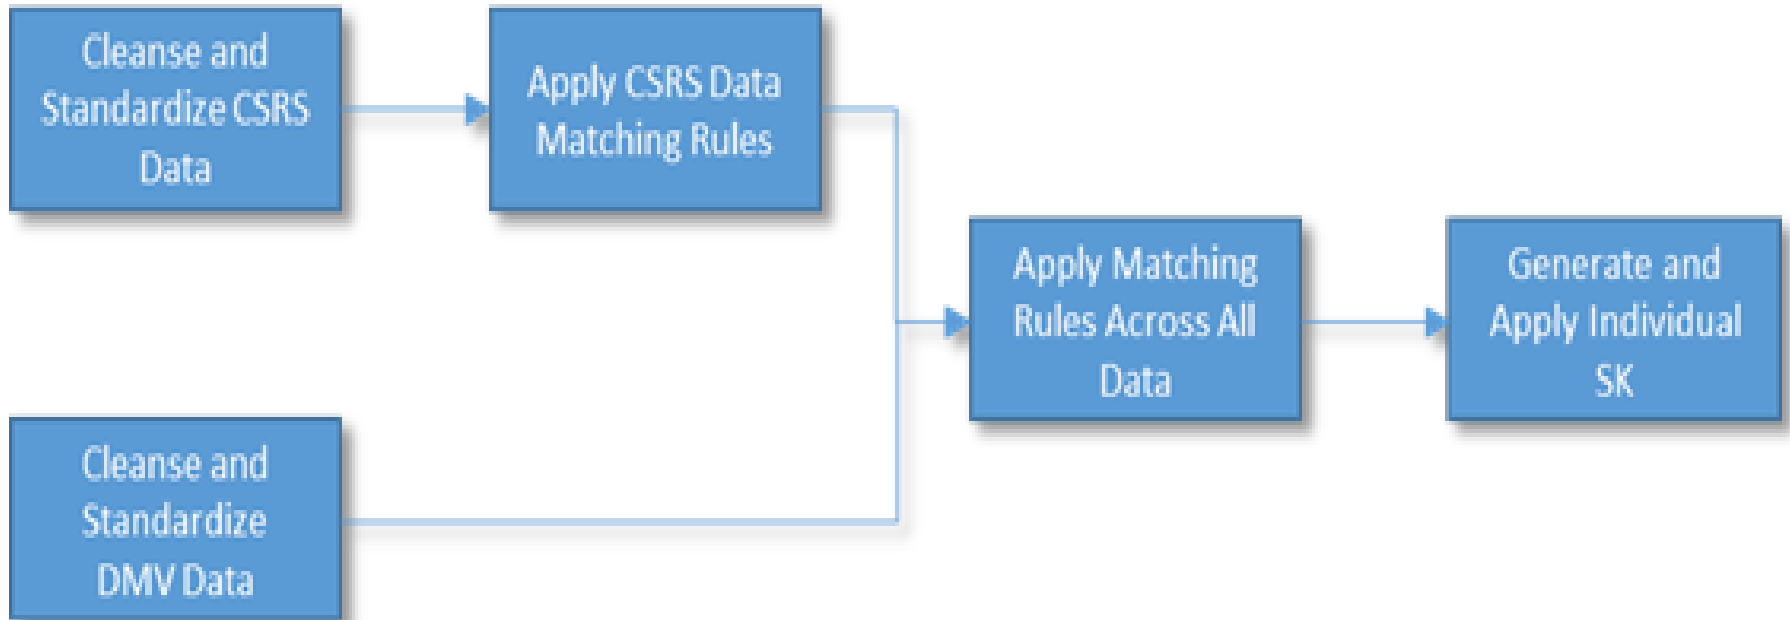 Cleanse and
Standardize CSRS
Data
Apply CSRS Data
Matching Rules
Apply Matching
Rules Across All
Data
Generate and
Apply Individual
SK
Cleanse and
Standardize
DMV Data